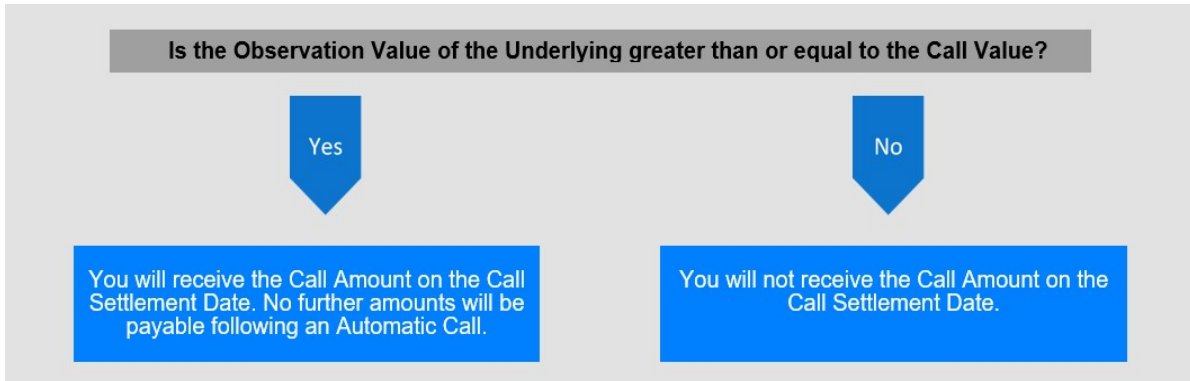 Is the Observation Value of the Underlying greater than or equal to the Call Value?
Yes
No
You will receive the Call Amount on the Call
Settlement Date. No further amounts will be
payable following an Automatic Call.
You will not receive the Call Amount on the
Call Settlement Date.